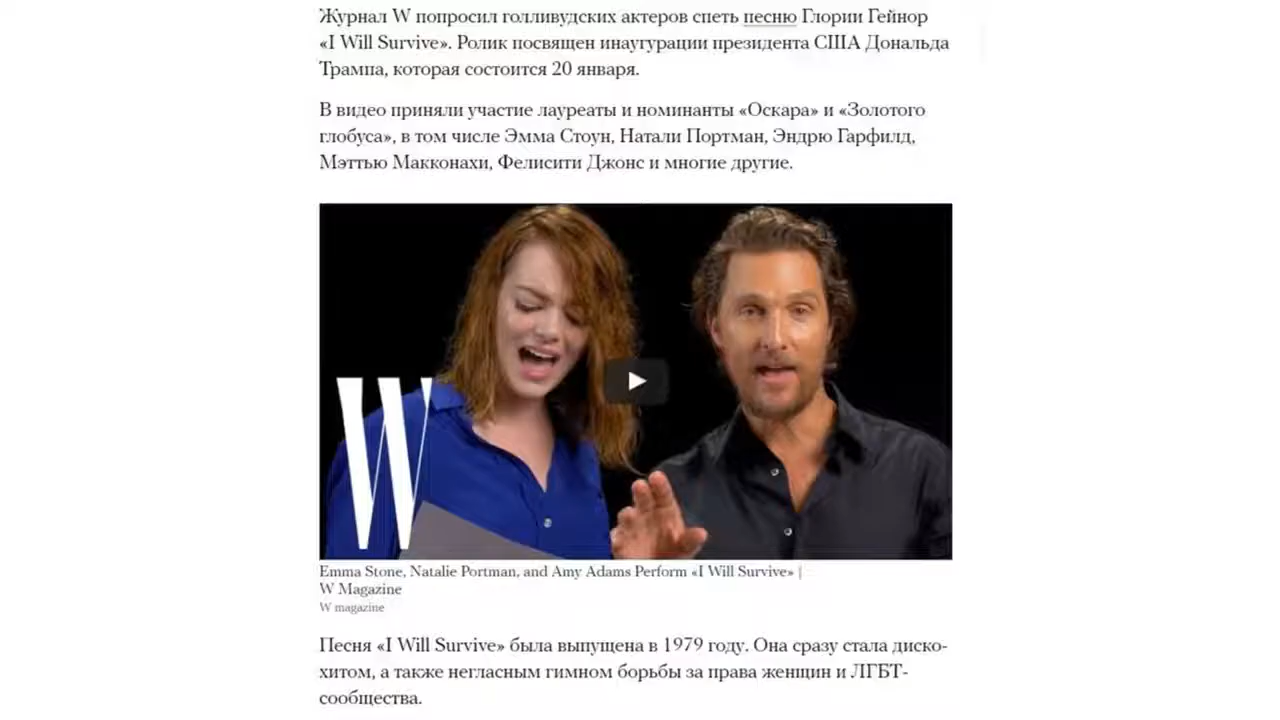 Журнал W попросил голливудских актеров спеть песню Глории Гейнор
«I Will Survive». Ролик посвящен инаугурации президента США Дональда
Трампа, которая состоится 20 января.
В видео приняли участие лауреаты и номинанты «Оскара» и «Золотого
глобуса», в том числе Эмма Стоун, Натали Портман, Эндрю Гарфилд,
Мэттью Макконахи, Фелисити Джонс и многие другие.
W
Emma Stone, Natalie Portman, and Amy Adams Perform «I Will Survive» |
W Magazine
W magazine
Песня «I Will Survive» была выпущена в 1979 году. Она сразу стала диско-
хитом, а также негласным гимном борьбы за права женщин и ЛГБТ-
сообщества.